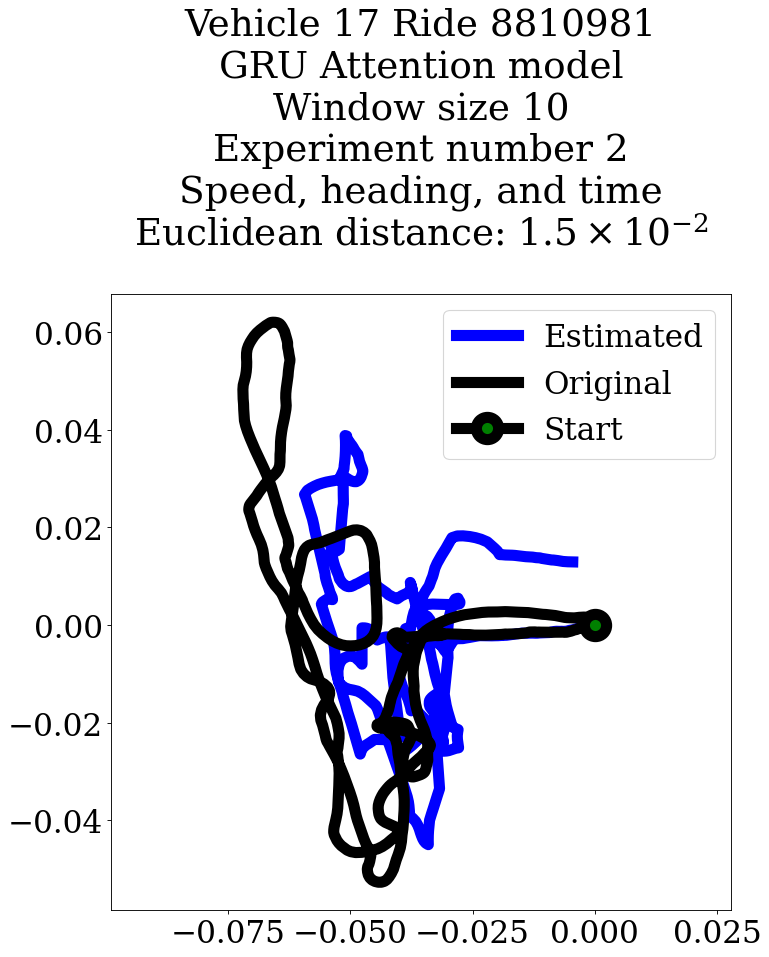 Vehicle 17 Ride 8810981
GRU Attention model
Window size 10
Experiment number 2
Speed, heading, and time
Euclidean distance: 1.5 × 10⁻²
Estimated
Original
Start
0.06
0.04
0.02
0.00
−0.02
−0.04
−0.075 −0.050 −0.025 0.000 0.025